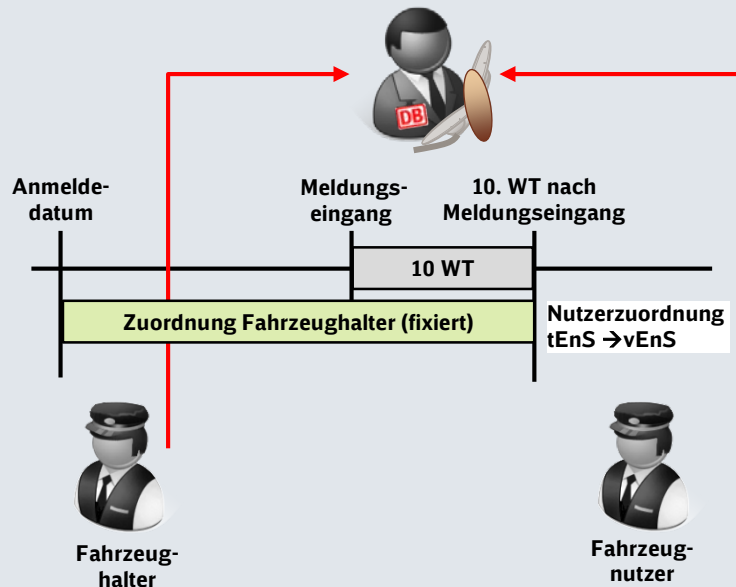 DB
Anmelde-
datum
Meldungs-
eingang
10. WT nach
Meldungseingang
10 WT
Zuordnung Fahrzeughalter (fixiert)
Nutzerzuordnung
tEnS →vEnS
Fahrzeug-
halter
Fahrzeug-
nutzer